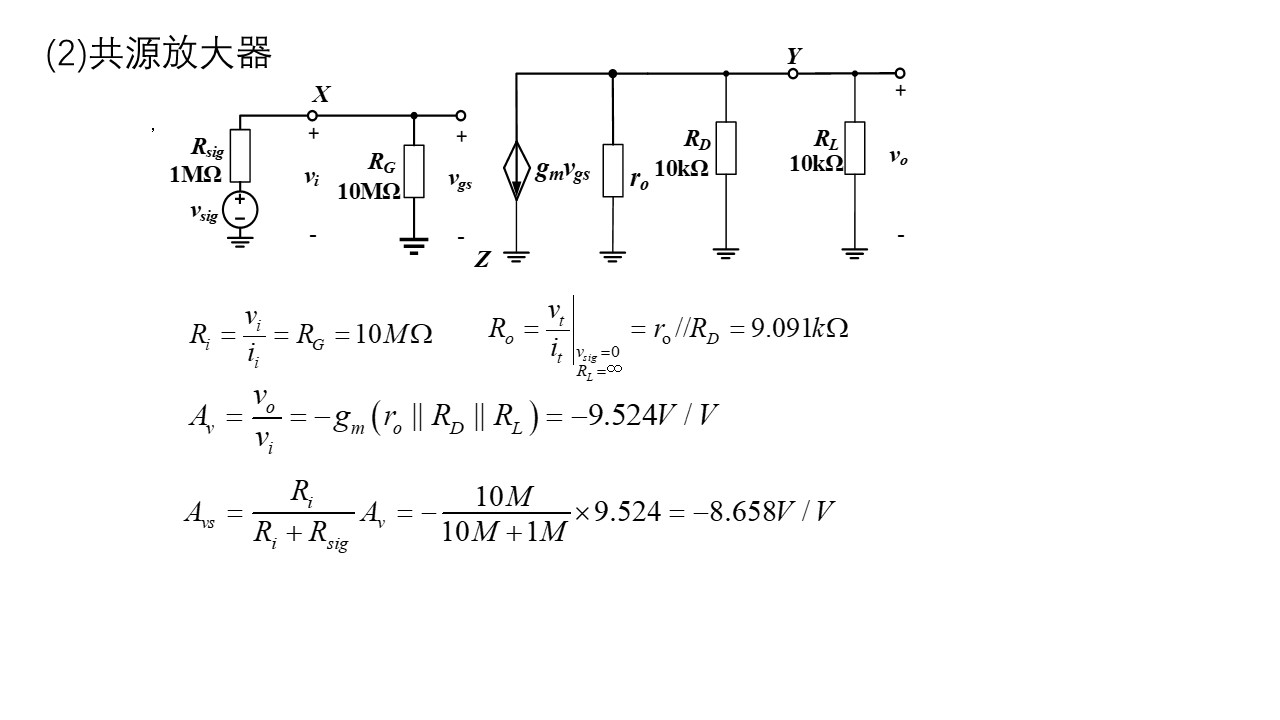 (2)共源放大器
,
X
Y
R_sig
1MΩ
v_sig
+
−
+
v_i
-
R_G
10MΩ
+
v_gs
-
Z
g_m v_gs
r_o
R_D
10kΩ
R_L
10kΩ
+
v_o
-
R_i = v_i / i_i = R_G = 10MΩ
R_o = v_t / i_t |_{v_sig=0, R_L=∞} = r_o//R_D = 9.091kΩ
A_v = v_o / v_i = −g_m (r_o || R_D || R_L) = −9.524V / V
A_vs = R_i / (R_i + R_sig) A_v = − 10M / (10M + 1M) × 9.524 = −8.658V / V